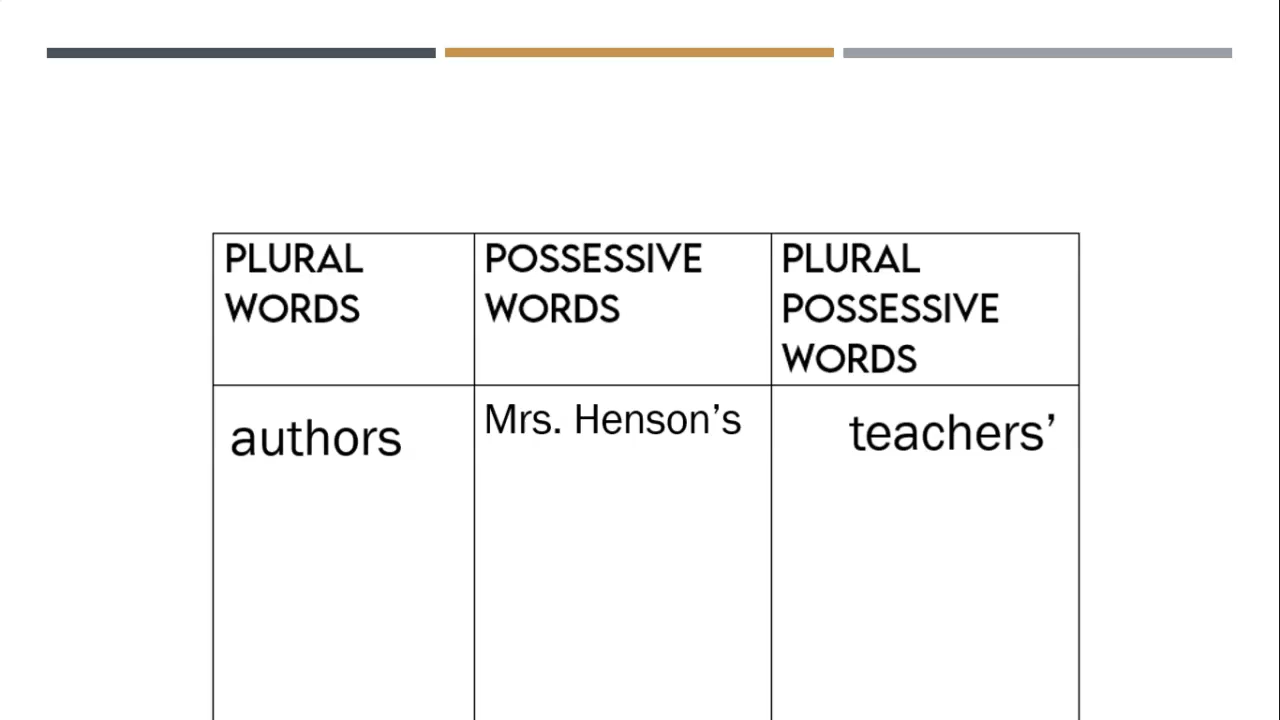 PLURAL
WORDS
POSSESSIVE
WORDS
PLURAL
POSSESSIVE
WORDS
authors
Mrs. Henson’s
teachers’